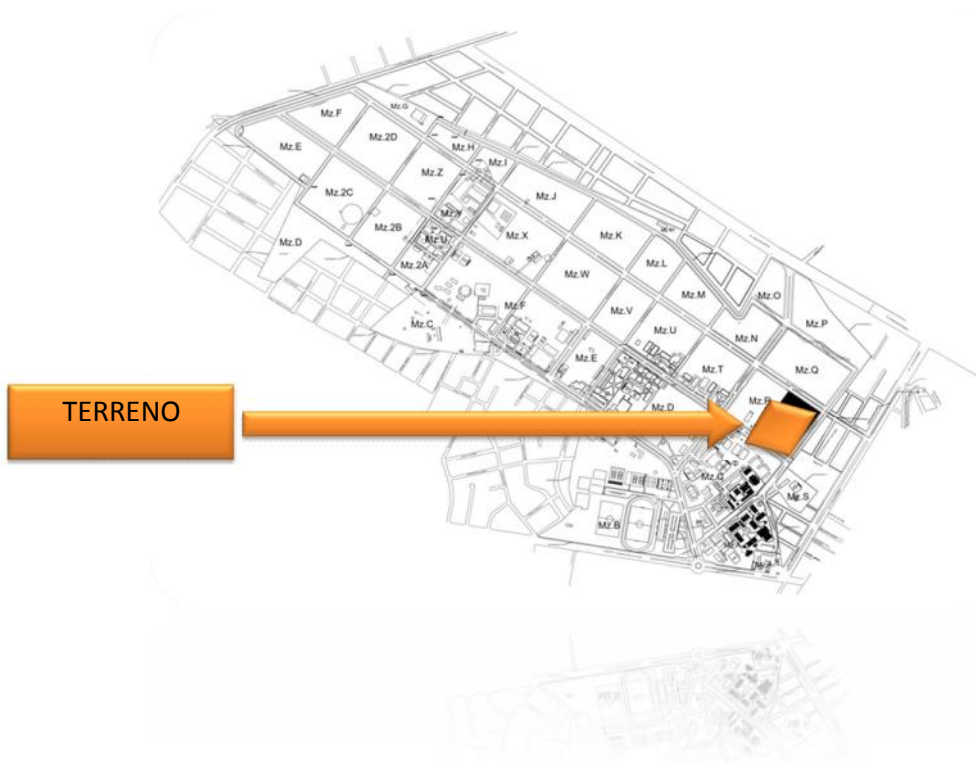 Mz.G
Mz.F
Mz.2D
Mz.E
Mz.H
Mz.I
Mz.Z
Mz.2C
Mz.J
Mz.Y
Mz.2B
Mz.U
Mz.X
Mz.K
Mz.D
Mz.2A
Mz.L
Mz.W
Mz.M
Mz.O
Mz.F
Mz.V
Mz.P
Mz.C
Mz.U
Mz.N
Mz.E
Mz.T
Mz.Q
TERRENO
Mz.D
Mz.R
Mz.C
Mz.S
Mz.B